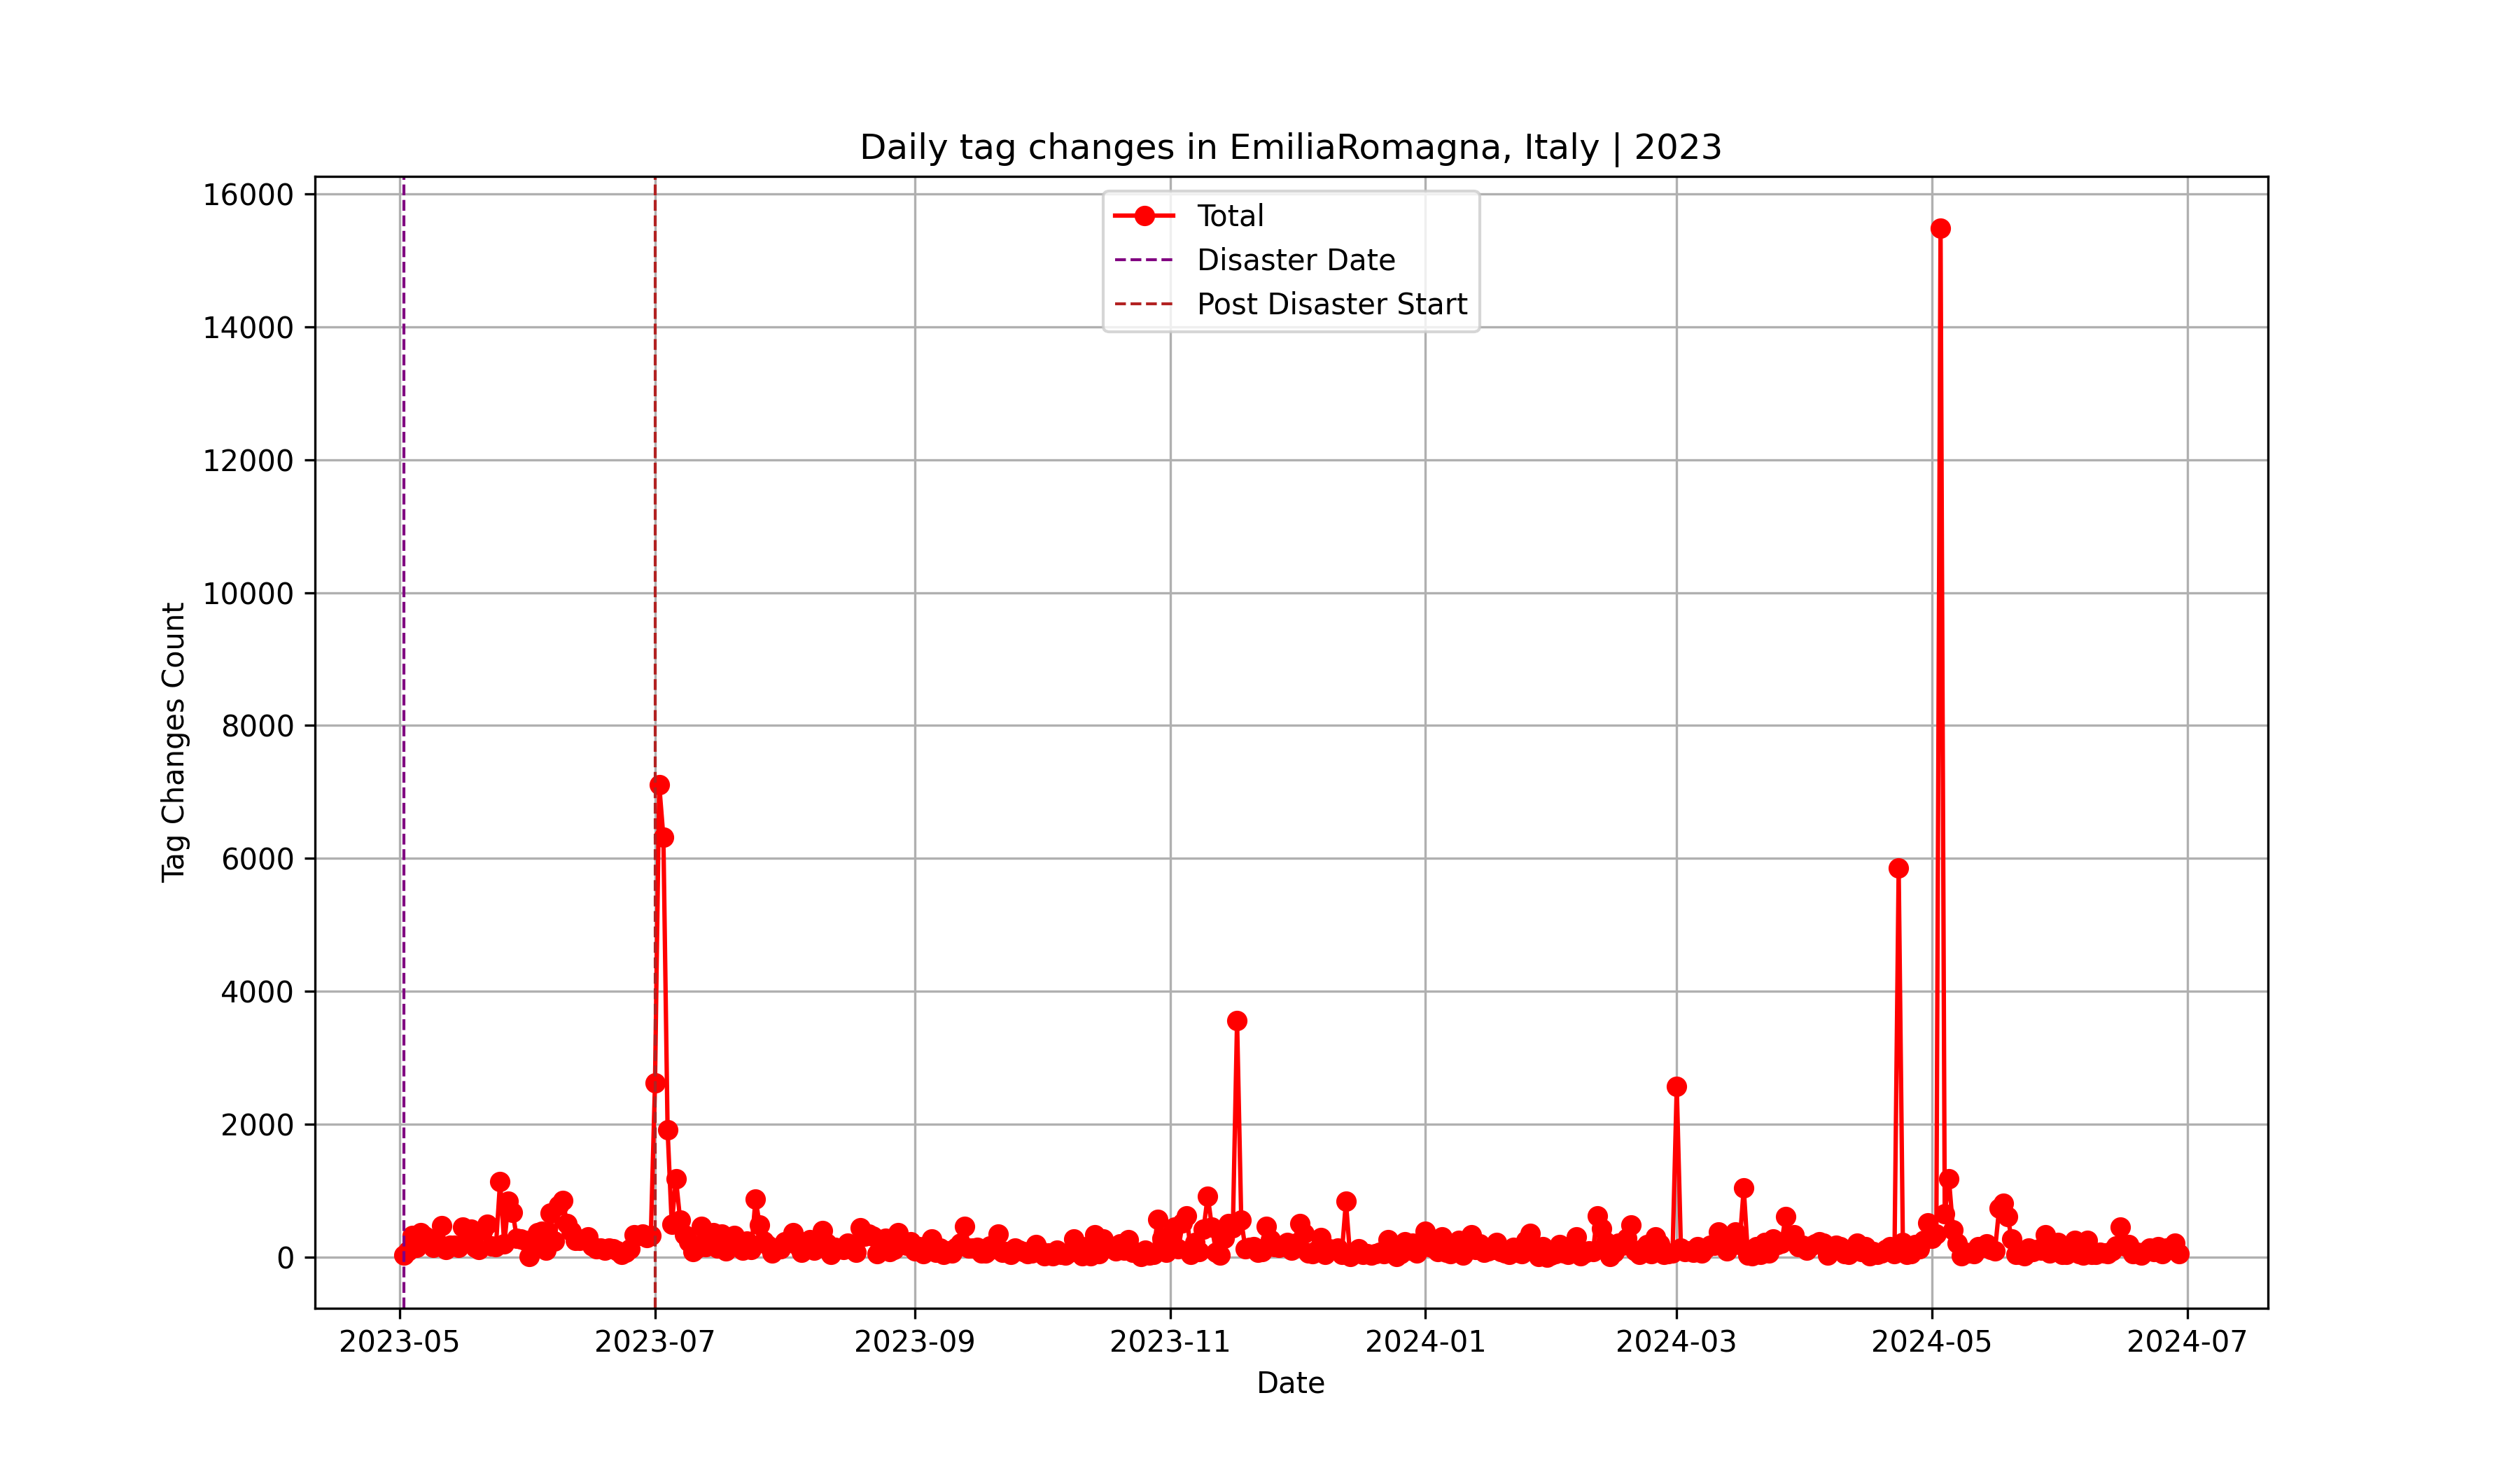 Daily tag changes in EmiliaRomagna, Italy | 2023
Total
Disaster Date
Post Disaster Start
16000
14000
12000
10000
8000
6000
4000
2000
0
Tag Changes Count
2023-05 2023-07 2023-09 2023-11 2024-01 2024-03 2024-05 2024-07
Date